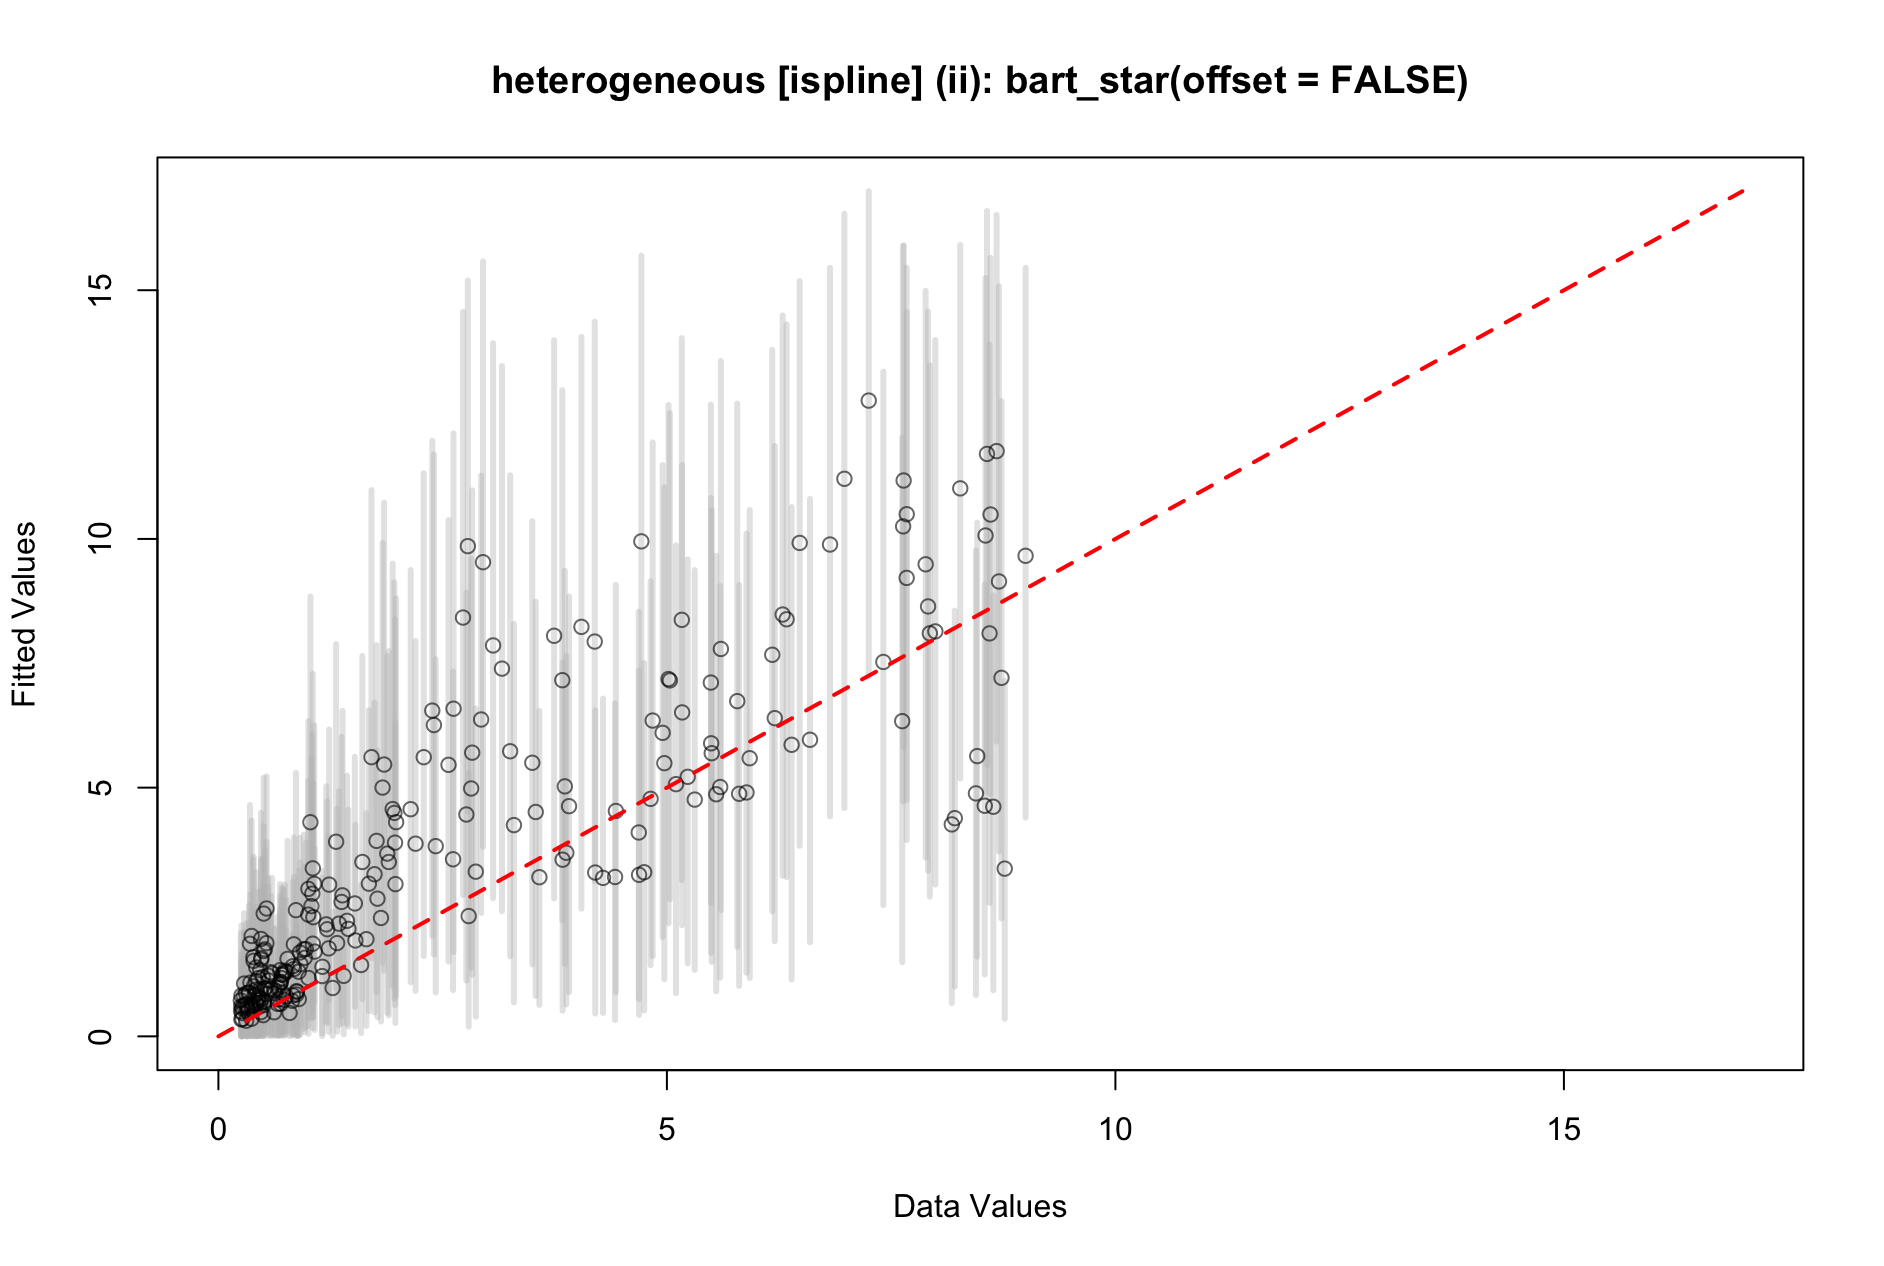 heterogeneous [ispline] (ii): bart_star(offset = FALSE)
Fitted Values
15
10
5
0
0 5 10 15
Data Values